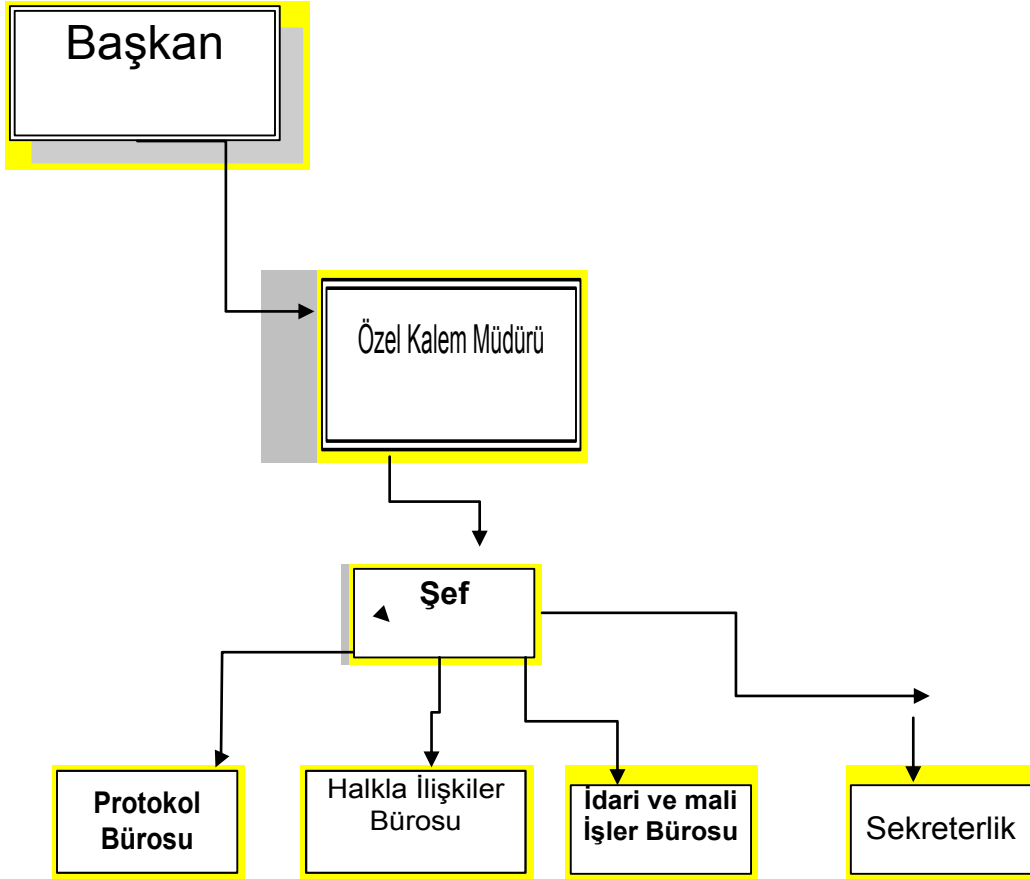 Başkan
Özel Kalem Müdürü
Şef
Protokol
Bürosu
Halkla İlişkiler
Bürosu
İdari ve mali
İşler Bürosu
Sekreterlik